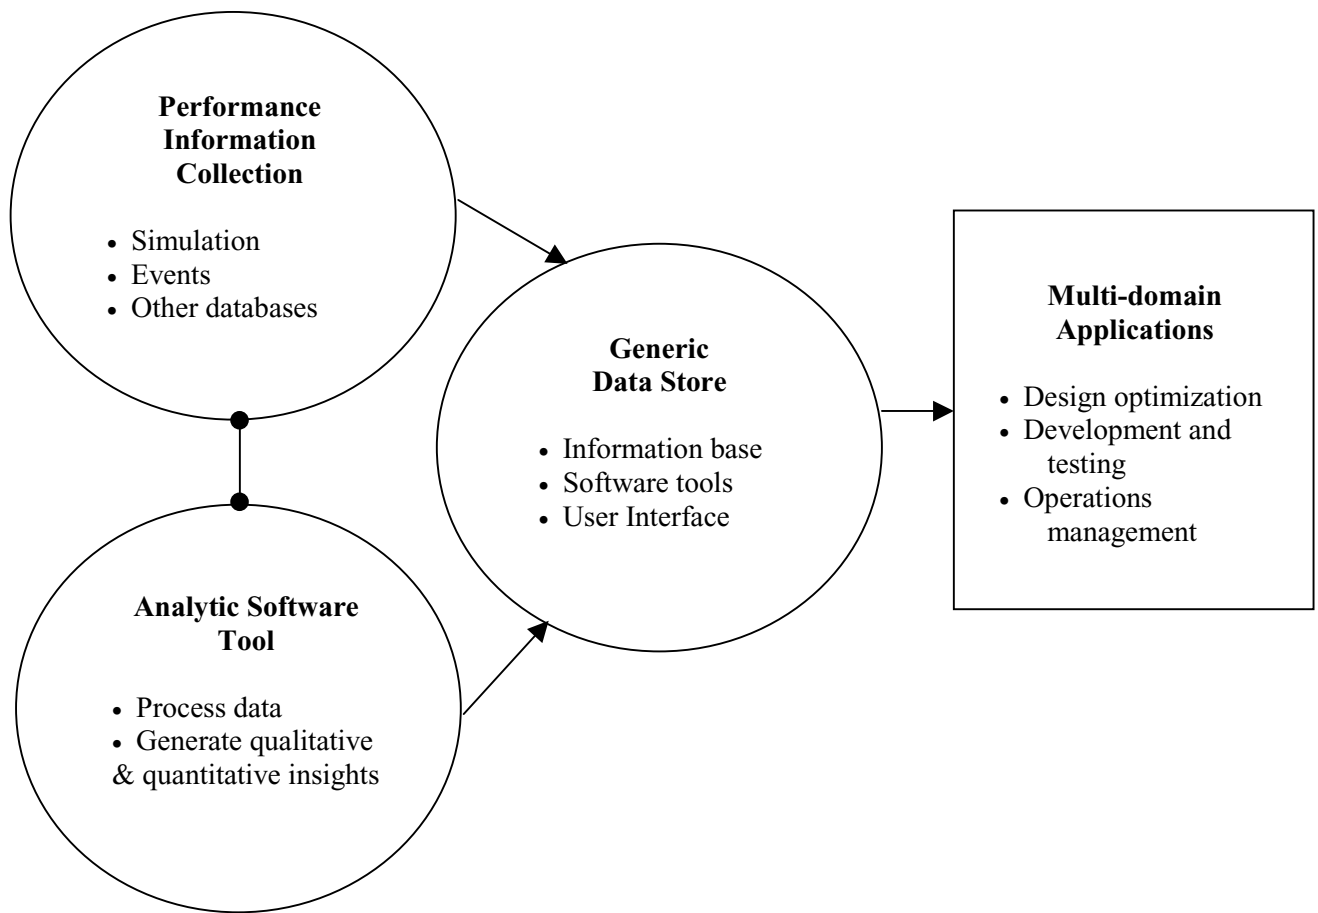 Performance
Information
Collection
• Simulation
• Events
• Other databases
Analytic Software
Tool
• Process data
• Generate qualitative
& quantitative insights
Generic
Data Store
• Information base
• Software tools
• User Interface
Multi-domain
Applications
• Design optimization
• Development and
testing
• Operations
management